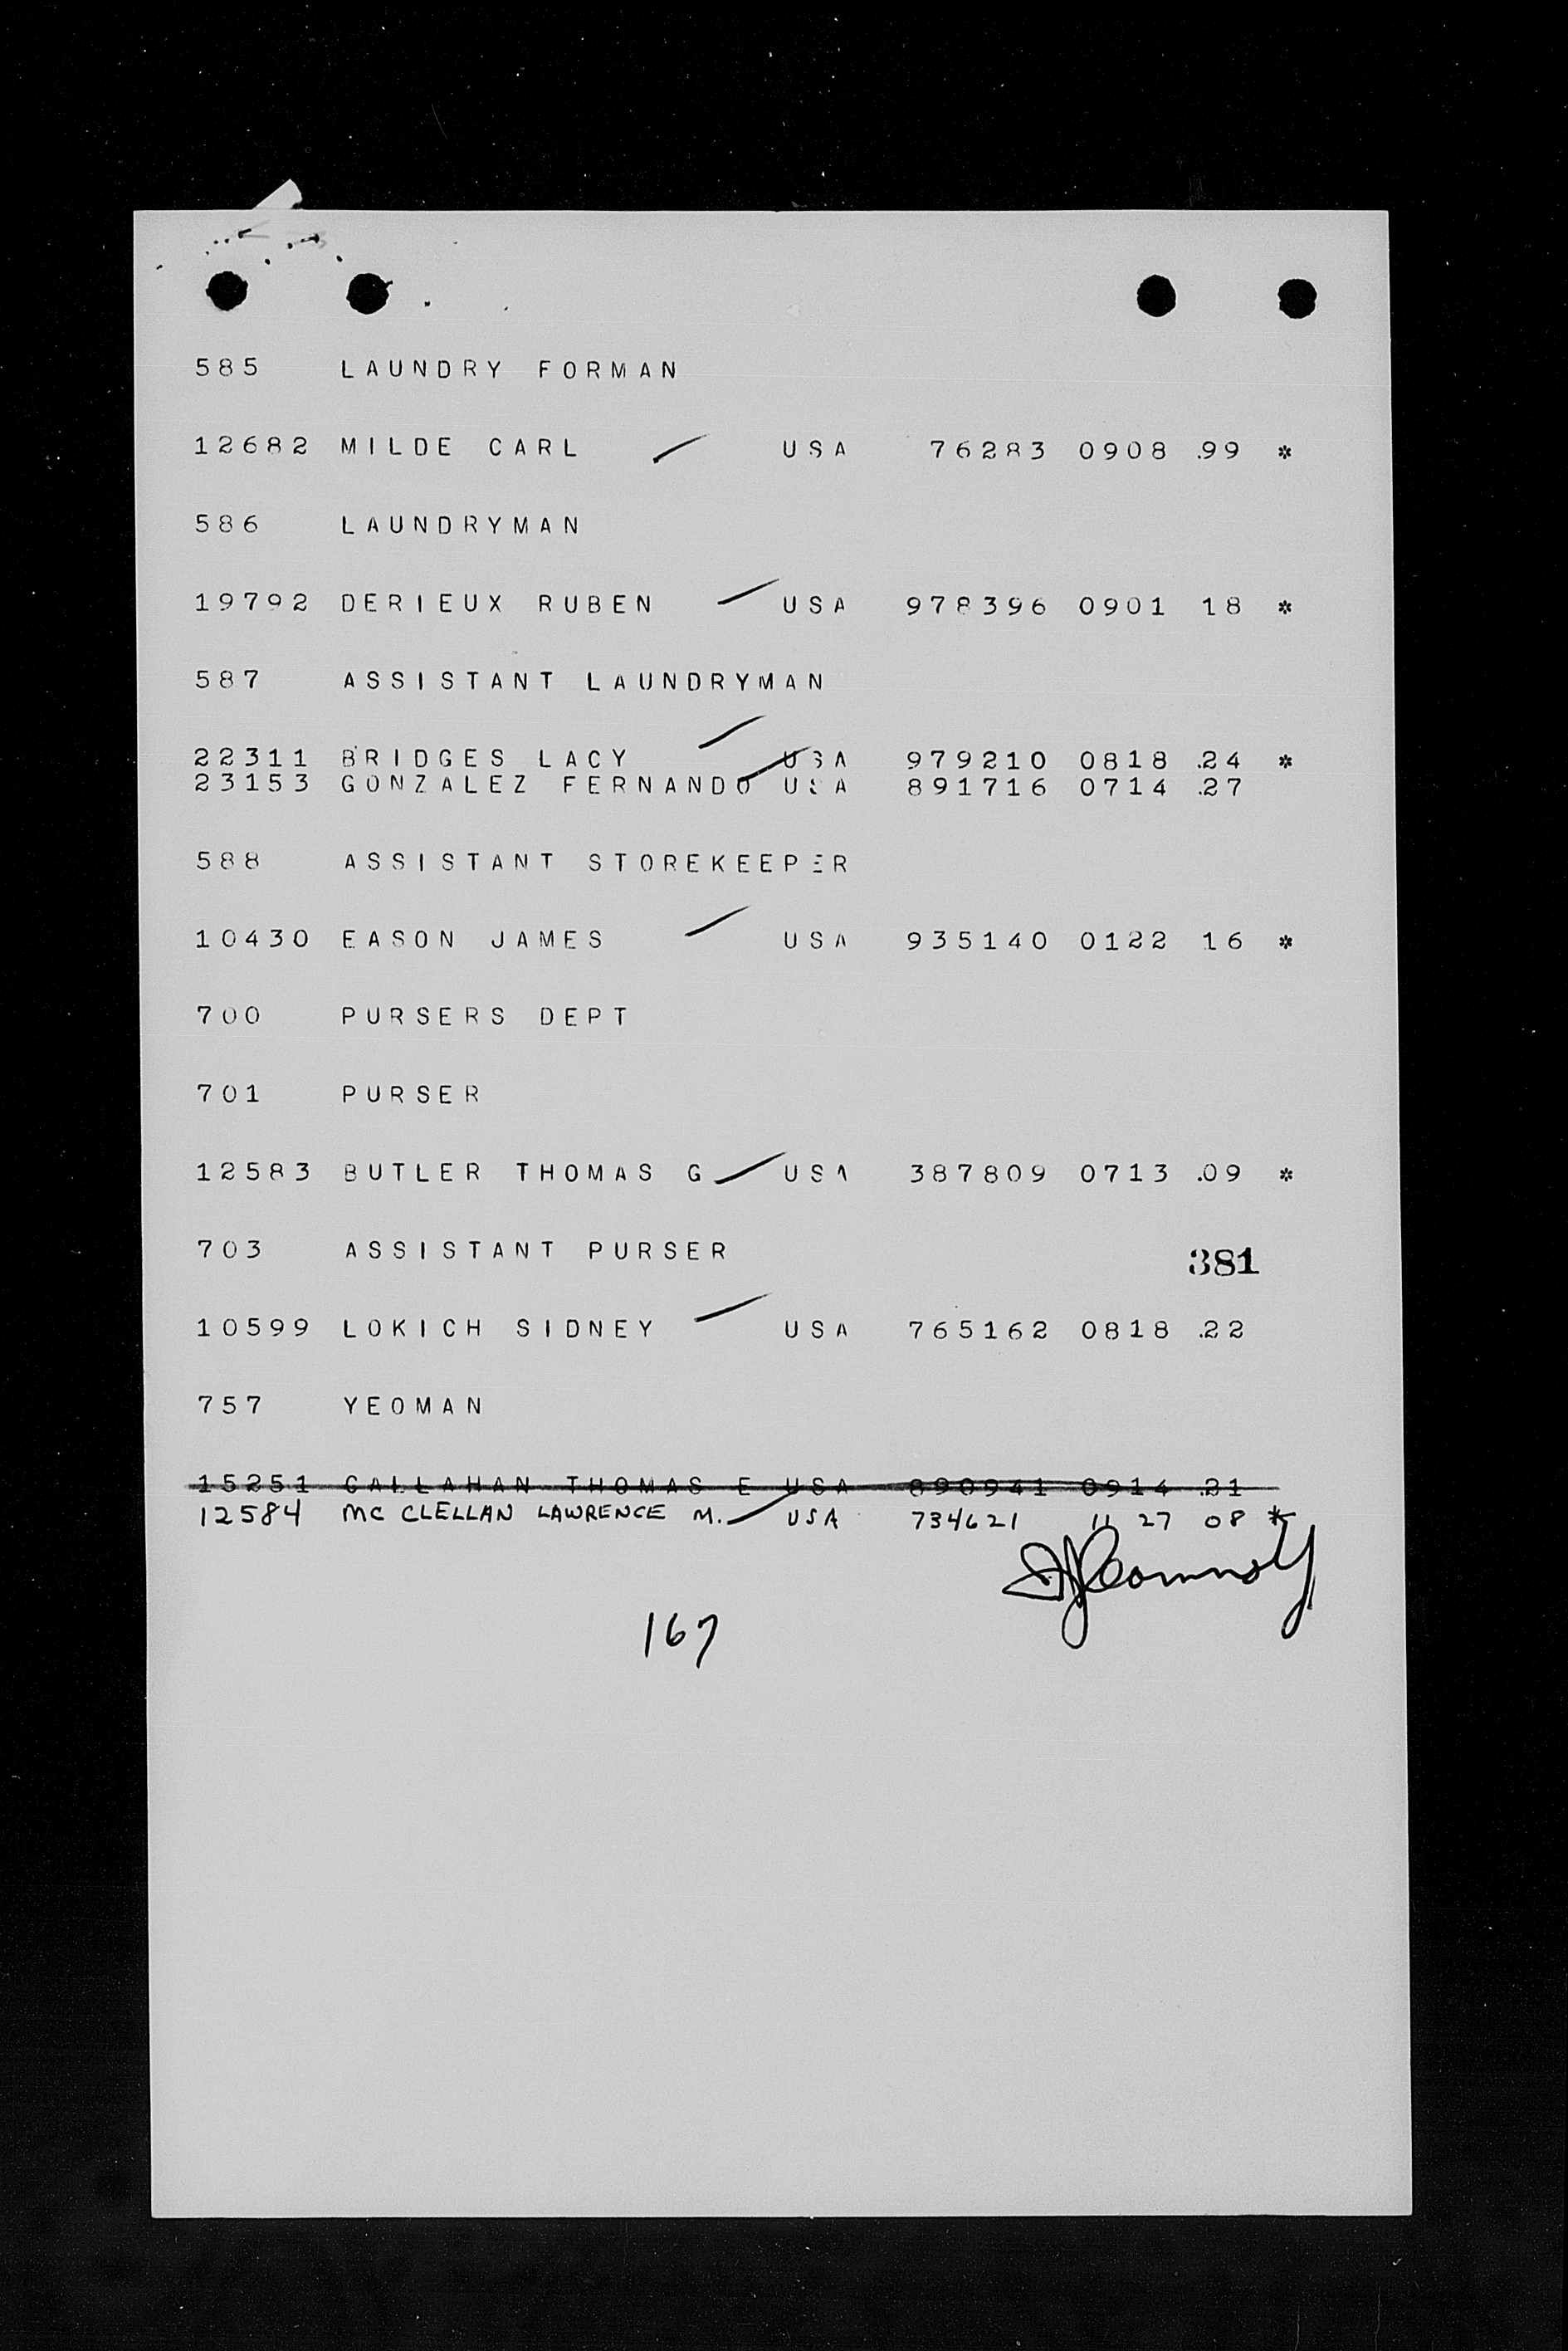 585 LAUNDRY FORMAN
12682 MILDE CARL USA 76283 0908 .99 *
586 LAUNDRYMAN
19792 DERIEUX RUBEN USA 978396 0901 18 *
587 ASSISTANT LAUNDRYMAN
22311 BRIDGES LACY USA 979210 0818 .24 *
23153 GONZALEZ FERNANDO USA 891716 0714 .27
588 ASSISTANT STOREKEEPER
10430 EASON JAMES USA 935140 0122 16 *
700 PURSERS DEPT
701 PURSER
12583 BUTLER THOMAS G USA 387809 0713 .09 *
703 ASSISTANT PURSER
381
10599 LOKICH SIDNEY USA 765162 0818 .22
757 YEOMAN
15251 CALLAHAN THOMAS E USA 890941 0914 .21
12584 MC CLELLAN LAWRENCE M. USA 734621 11 27 08 *
167